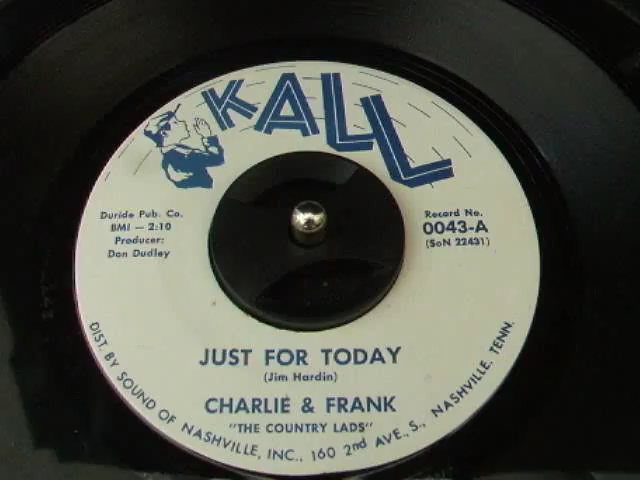 KALL
Duride Pub. Co.
BMI — 2:10
Producer:
Don Dudley
Record No.
0043-A
(SoN 22431)
JUST FOR TODAY
(Jim Hardin)
CHARLIE & FRANK
"THE COUNTRY LADS"
DIST. BY SOUND OF NASHVILLE, INC., 160 2nd AVE., S., NASHVILLE, TENN.